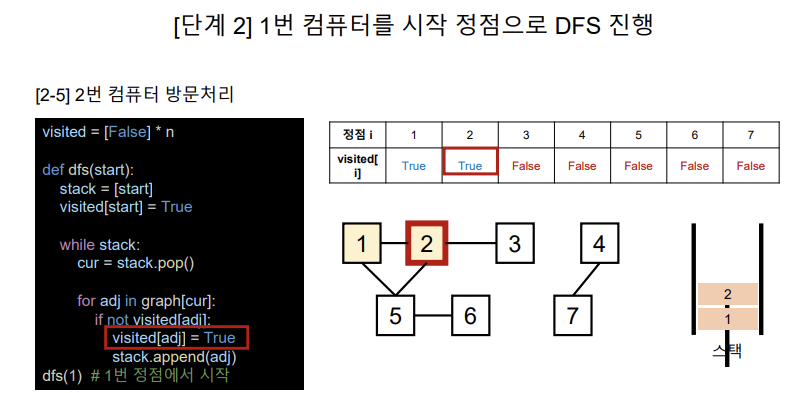 [단계 2] 1번 컴퓨터를 시작 정점으로 DFS 진행
[2-5] 2번 컴퓨터 방문처리
visited = [False] * n
def dfs(start):
stack = [start]
visited[start] = True
while stack:
cur = stack.pop()
for adj in graph[cur]:
if not visited[adj]:
visited[adj] = True
stack.append(adj)
dfs(1) # 1번 정점에서 시작
정점 i 1 2 3 4 5 6 7
visited[
i] True True False False False False False
1 2 3 4
5 6 7
2
1
스택